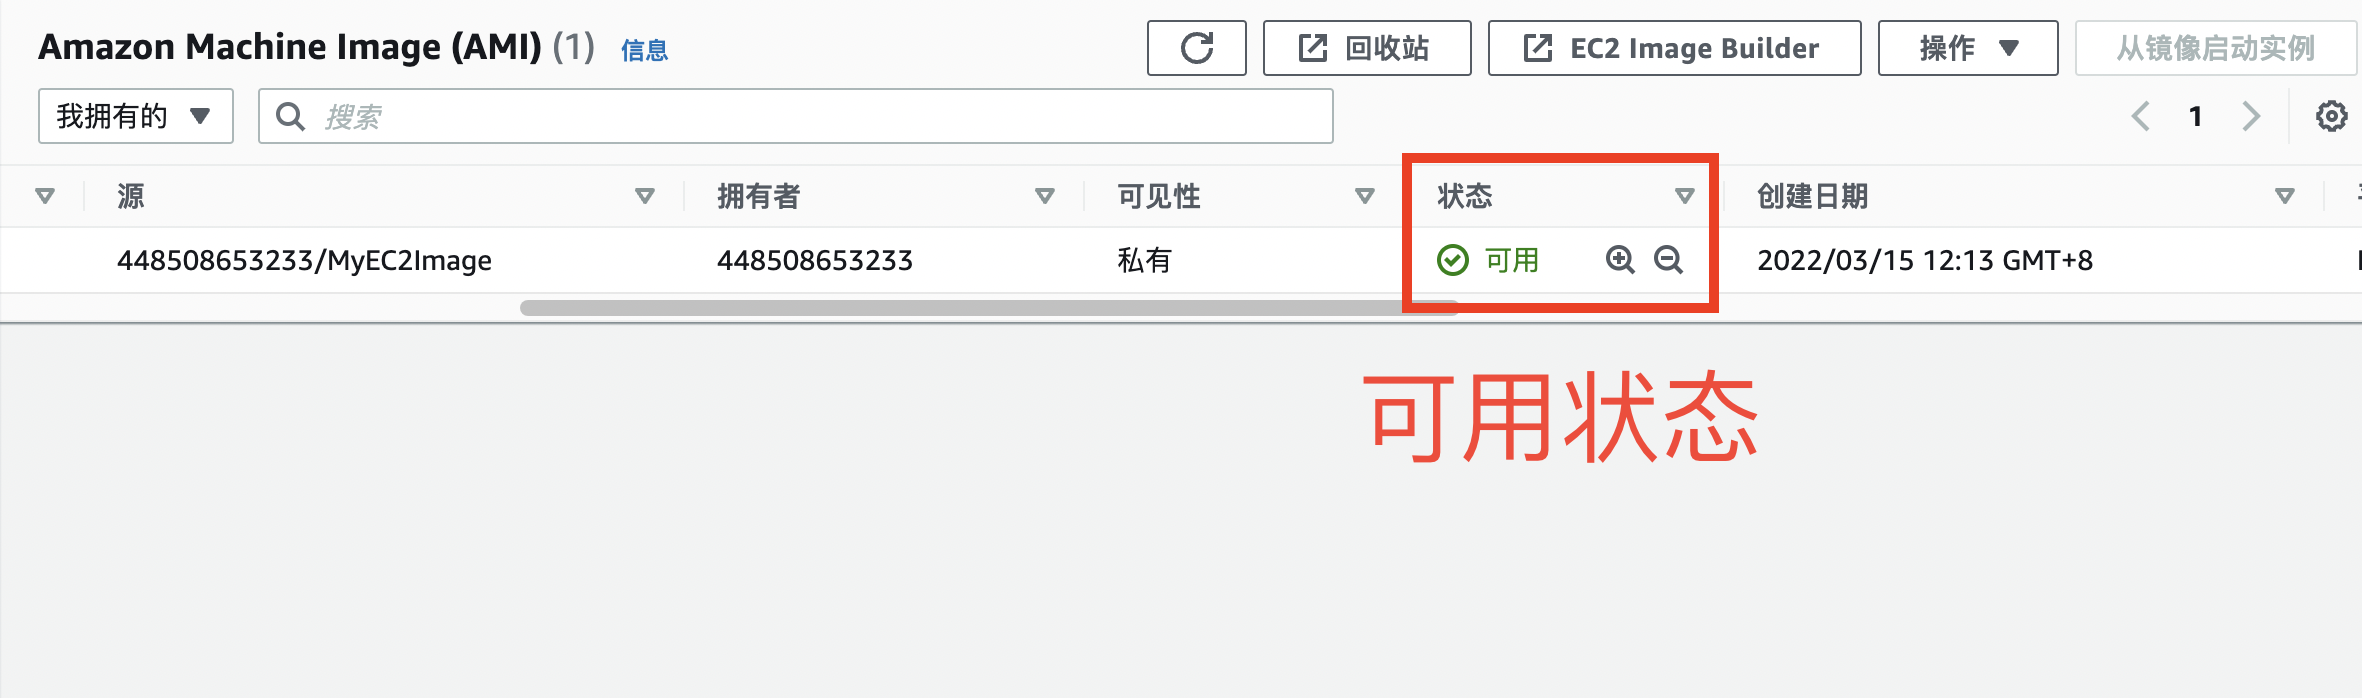 Amazon Machine Image (AMI) (1) 信息 回收站 EC2 Image Builder 操作 从镜像启动实例
我拥有的 搜索 1
源 拥有者 可见性 状态 创建日期
448508653233/MyEC2Image 448508653233 私有 可用 2022/03/15 12:13 GMT+8
可用状态